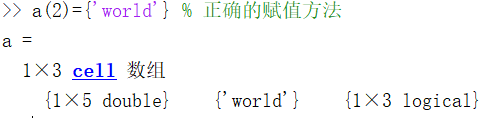 >> a(2)={'world'} % 正确的赋值方法
a =
1×3 cell 数组
{1×5 double}    {'world'}    {1×3 logical}